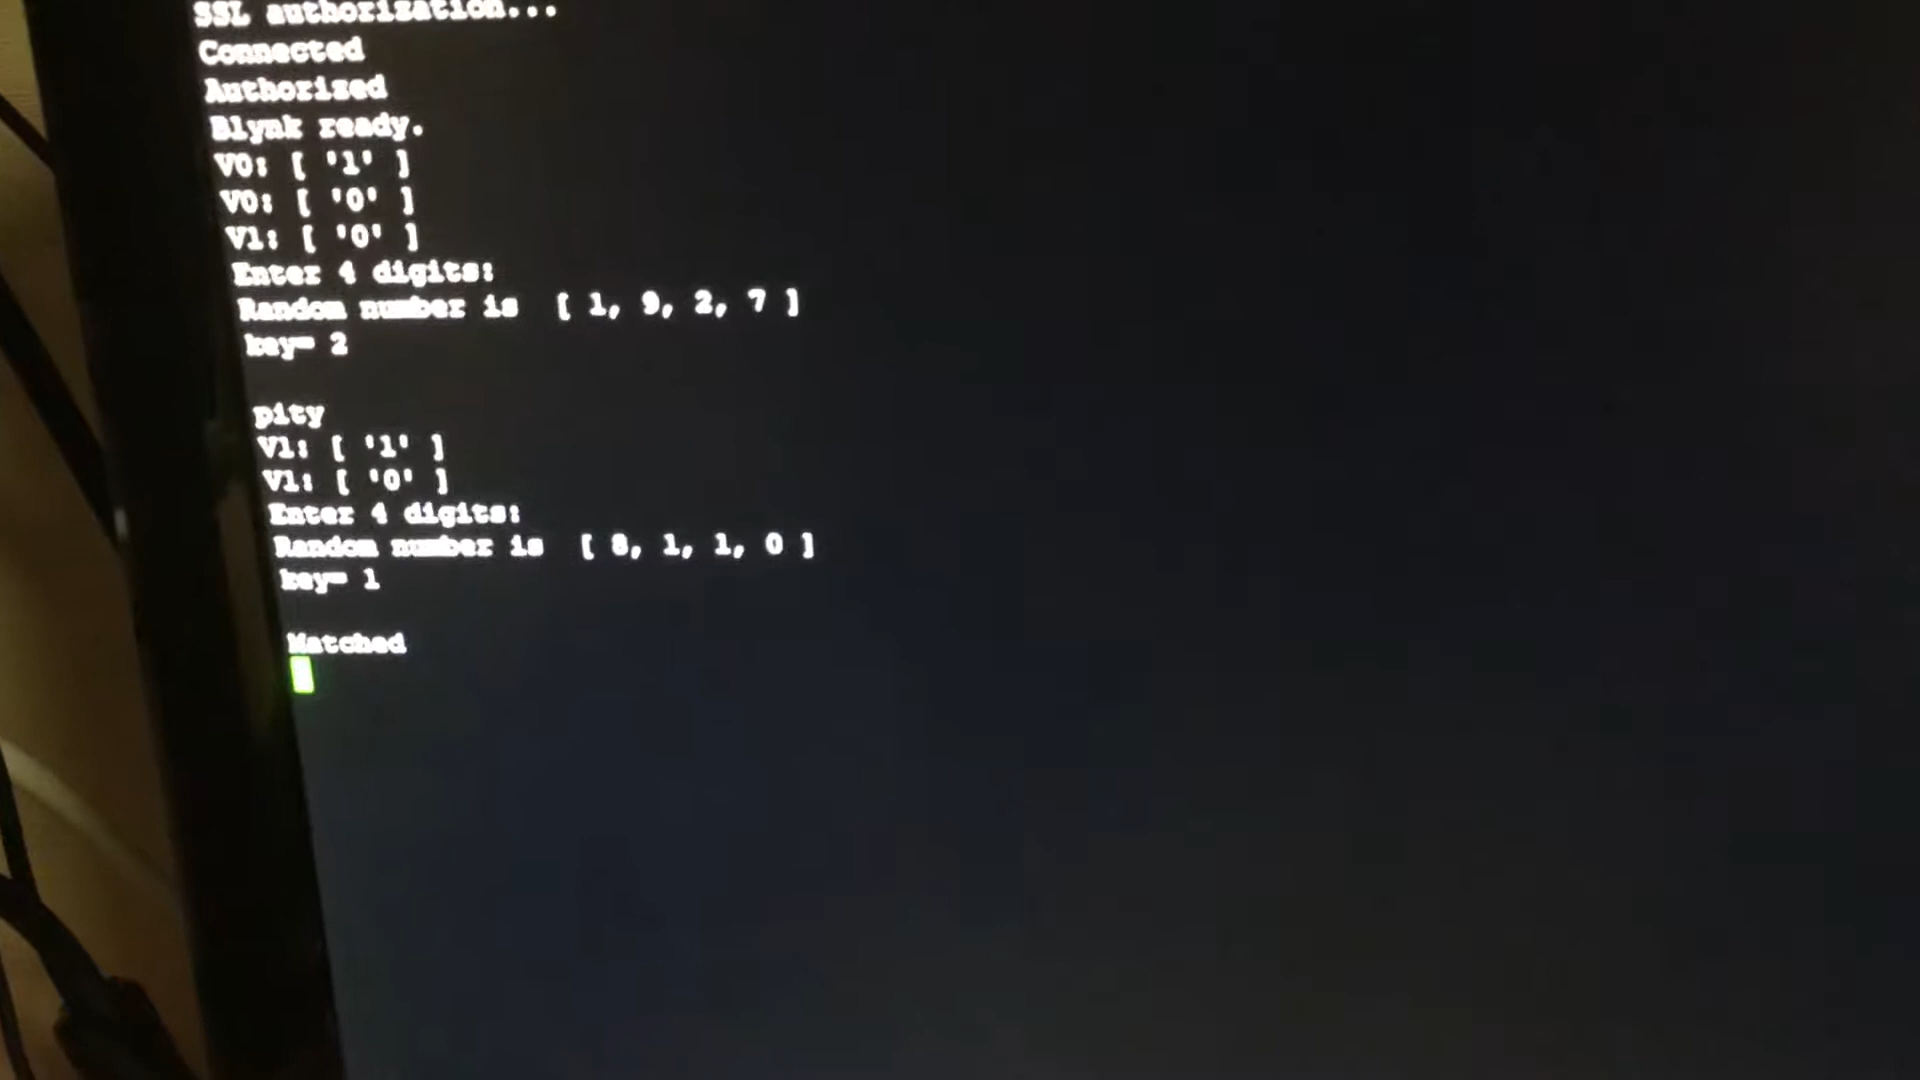 SSL authorization...
Connected
Authorized
Blynk ready.
V0: [ '1' ]
V0: [ '0' ]
V1: [ '0' ]
Enter 4 digits:
Random number is  [ 1, 9, 2, 7 ]
key= 2
pity
V1: [ '1' ]
V1: [ '0' ]
Enter 4 digits:
Random number is  [ 8, 1, 1, 0 ]
key= 1
Matched